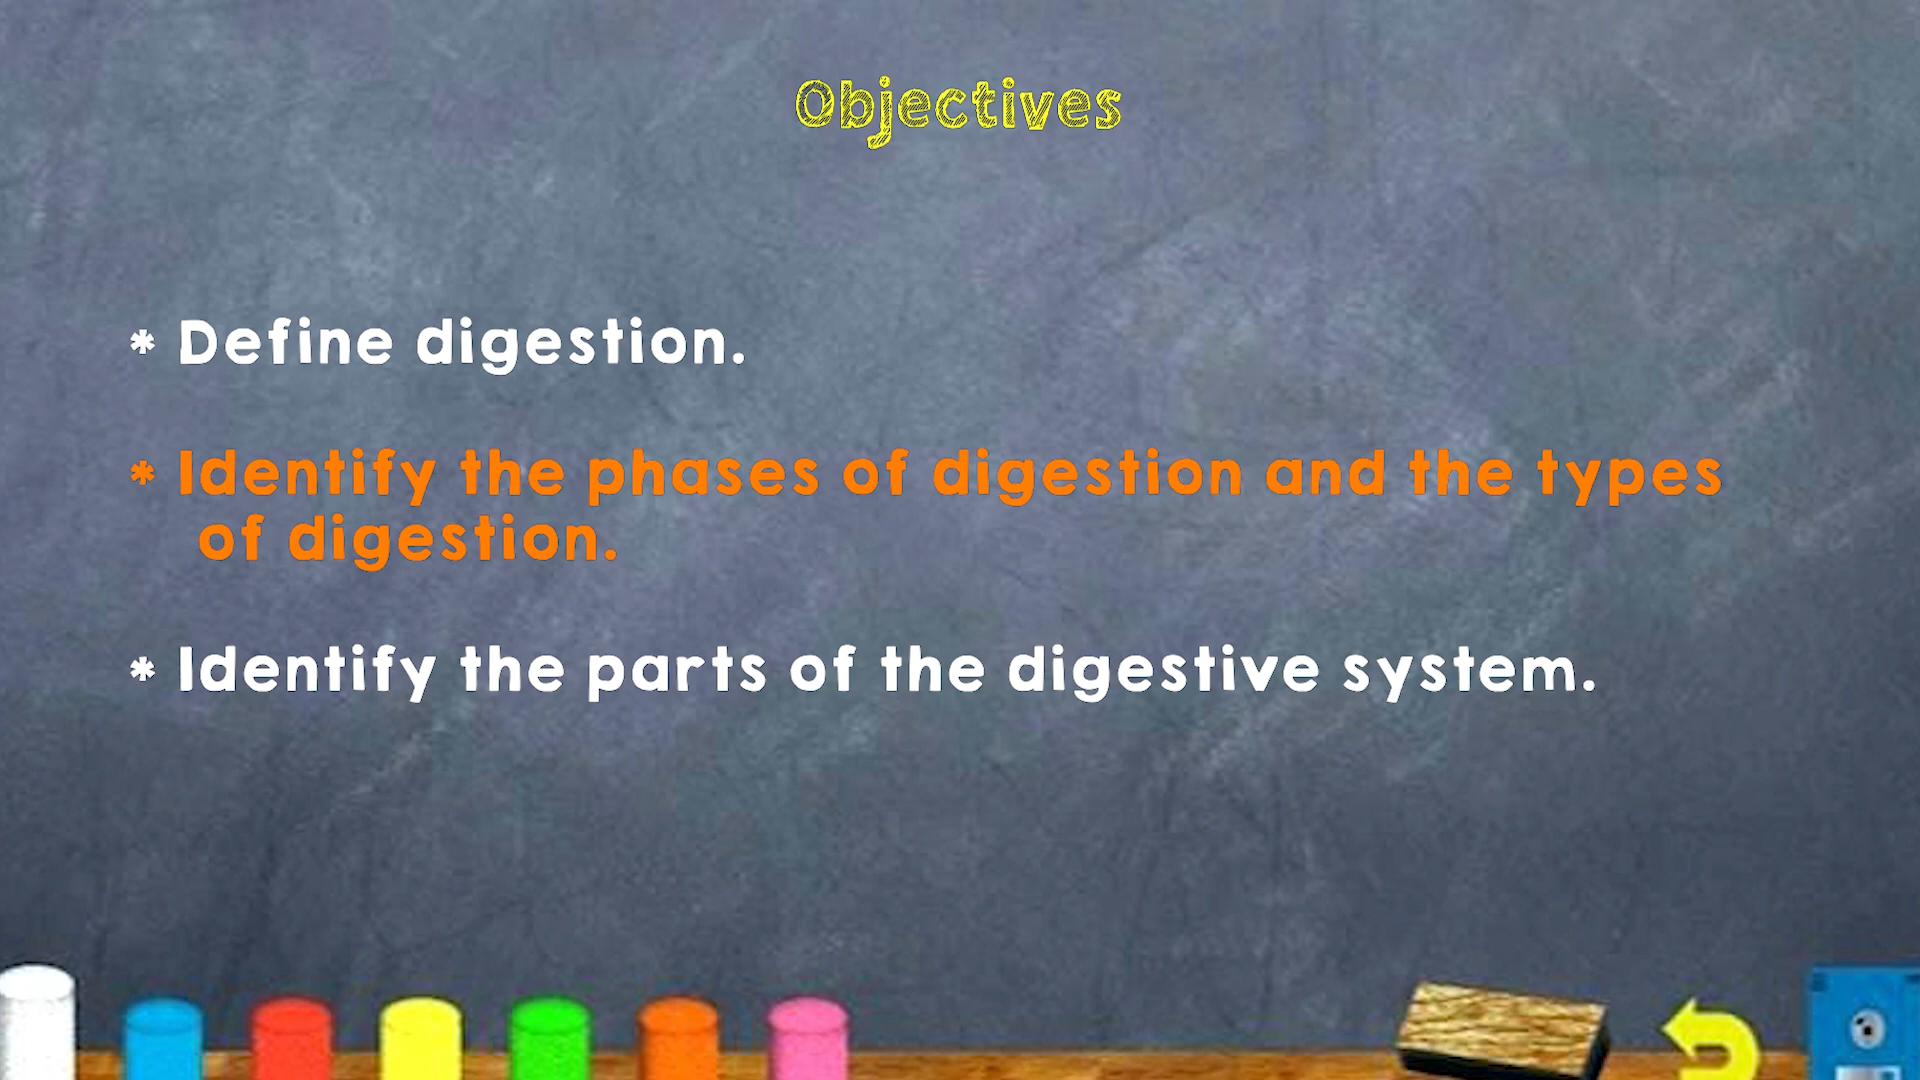 Objectives
* Define digestion.
* Identify the phases of digestion and the types
of digestion.
* Identify the parts of the digestive system.